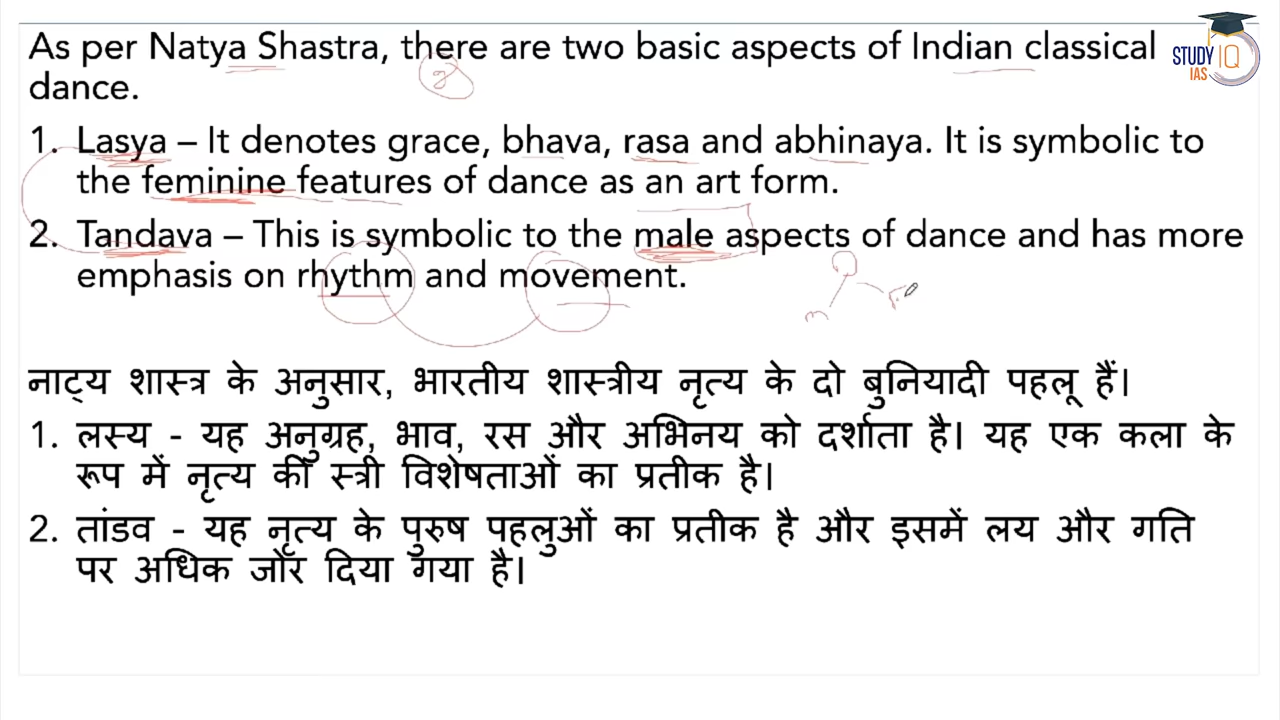 As per Natya Shastra, there are two basic aspects of Indian classical
dance.
1. Lasya – It denotes grace, bhava, rasa and abhinaya. It is symbolic to
the feminine features of dance as an art form.
2. Tandava – This is symbolic to the male aspects of dance and has more
emphasis on rhythm and movement.
नाट्य शास्त्र के अनुसार, भारतीय शास्त्रीय नृत्य के दो बुनियादी पहलू हैं।
1. लस्य - यह अनुग्रह, भाव, रस और अभिनय को दर्शाता है। यह एक कला के
रूप में नृत्य की स्त्री विशेषताओं का प्रतीक है।
2. तांडव - यह नृत्य के पुरुष पहलुओं का प्रतीक है और इसमें लय और गति
पर अधिक जोर दिया गया है।
STUDY IQ
IAS